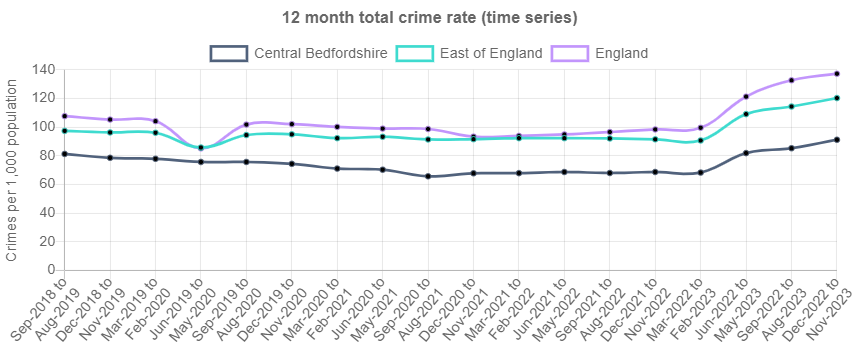 12 month total crime rate (time series)
Central Bedfordshire
East of England
England
Crimes per 1,000 population
140
120
100
80
60
40
20
0
Sep-2018 to
Aug-2019
Dec-2018 to
Nov-2019
Mar-2019 to
Feb-2020
Jun-2019 to
May-2020
Sep-2019 to
Aug-2020
Dec-2019 to
Nov-2020
Mar-2020 to
Feb-2021
Jun-2020 to
May-2021
Sep-2020 to
Aug-2021
Dec-2020 to
Nov-2021
Mar-2021 to
Feb-2022
Jun-2021 to
May-2022
Sep-2021 to
Aug-2022
Dec-2021 to
Nov-2022
Mar-2022 to
Feb-2023
Jun-2022 to
May-2023
Sep-2022 to
Aug-2023
Dec-2022 to
Nov-2023